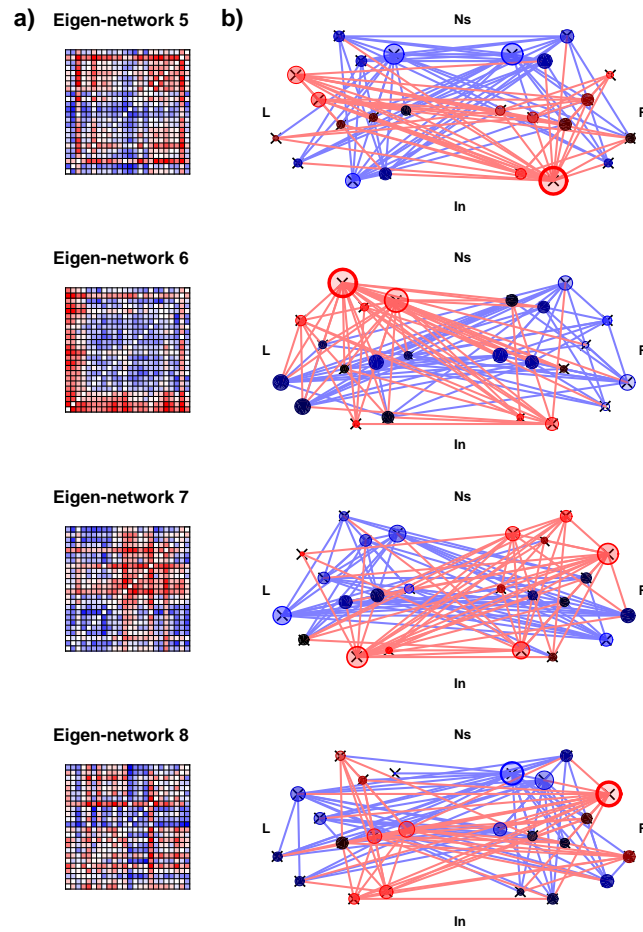 a) Eigen-network 5 b) Ns
L
In
Eigen-network 6 Ns
L
In
Eigen-network 7 Ns
L
In
Eigen-network 8 Ns
L
In